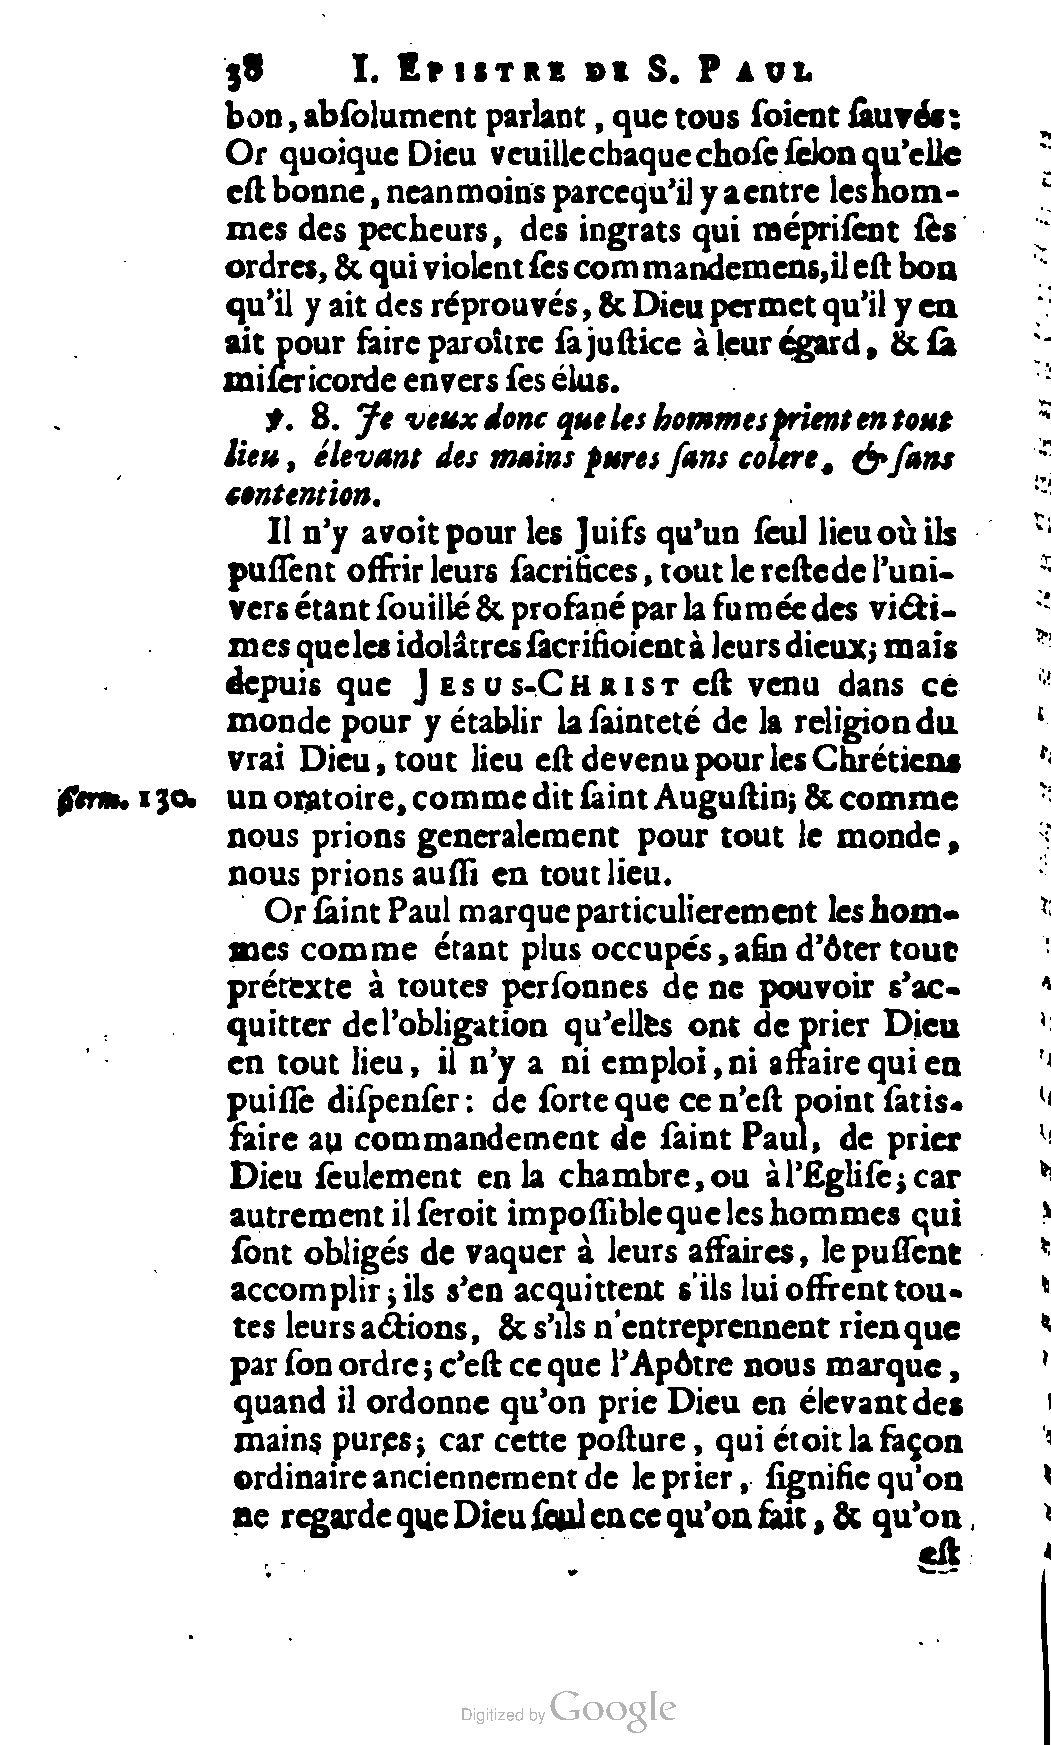 38 I. EPISTRE DE S. PAUL
bon, abſolument parlant, que tous ſoient ſauvés:
Or quoique Dieu veuille chaque choſe ſelon qu'elle
eſt bonne, neanmoins parcequ'il y a entre les hom-
mes des pecheurs, des ingrats qui mépriſent ſes
ordres, & qui violent ſes commandemens, il eſt bon
qu'il y ait des réprouvés, & Dieu permet qu'il y en
ait pour faire paroître ſa juſtice à leur égard, & ſa
miſericorde envers ſes élus.
℣. 8. Je veux donc que les hommes prient en tout
lieu, élevant des mains pures ſans colere, & ſans
contention.
Il n'y avoit pour les Juifs qu'un ſeul lieu où ils
puſſent offrir leurs ſacrifices, tout le reſte de l'uni-
vers étant ſouillé & profané par la fumée des victi-
mes que les idolâtres ſacrifioient à leurs dieux; mais
depuis que JESUS-CHRIST eſt venu dans ce
monde pour y établir la ſainteté de la religion du
vrai Dieu, tout lieu eſt devenu pour les Chrétiens
Serm. 130. un oratoire, comme dit ſaint Auguſtin; & comme
nous prions generalement pour tout le monde,
nous prions auſſi en tout lieu.
Or ſaint Paul marque particulierement les hom-
mes comme étant plus occupés, afin d'ôter tout
prétexte à toutes perſonnes de ne pouvoir s'ac-
quitter de l'obligation qu'elles ont de prier Dieu
en tout lieu, il n'y a ni emploi, ni affaire qui en
puiſſe diſpenſer: de ſorte que ce n'eſt point ſatis-
faire au commandement de ſaint Paul, de prier
Dieu ſeulement en la chambre, ou à l'Egliſe; car
autrement il ſeroit impoſſible que les hommes qui
ſont obligés de vaquer à leurs affaires, le puſſent
accomplir; ils s'en acquittent s'ils lui offrent tou-
tes leurs actions, & s'ils n'entreprennent rien que
par ſon ordre; c'eſt ce que l'Apôtre nous marque,
quand il ordonne qu'on prie Dieu en élevant des
mains pures; car cette poſture, qui étoit la façon
ordinaire anciennement de le prier, ſignifie qu'on
ne regarde que Dieu ſeul en ce qu'on fait, & qu'on
eſt
Digitized by Google